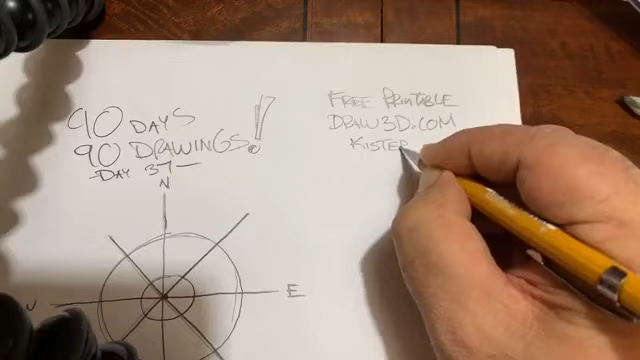 90 DAYS
90 DRAWINGS!
-DAY 37-
N
E
FREE PRINTABLE
DRAW3D.COM
KISTER